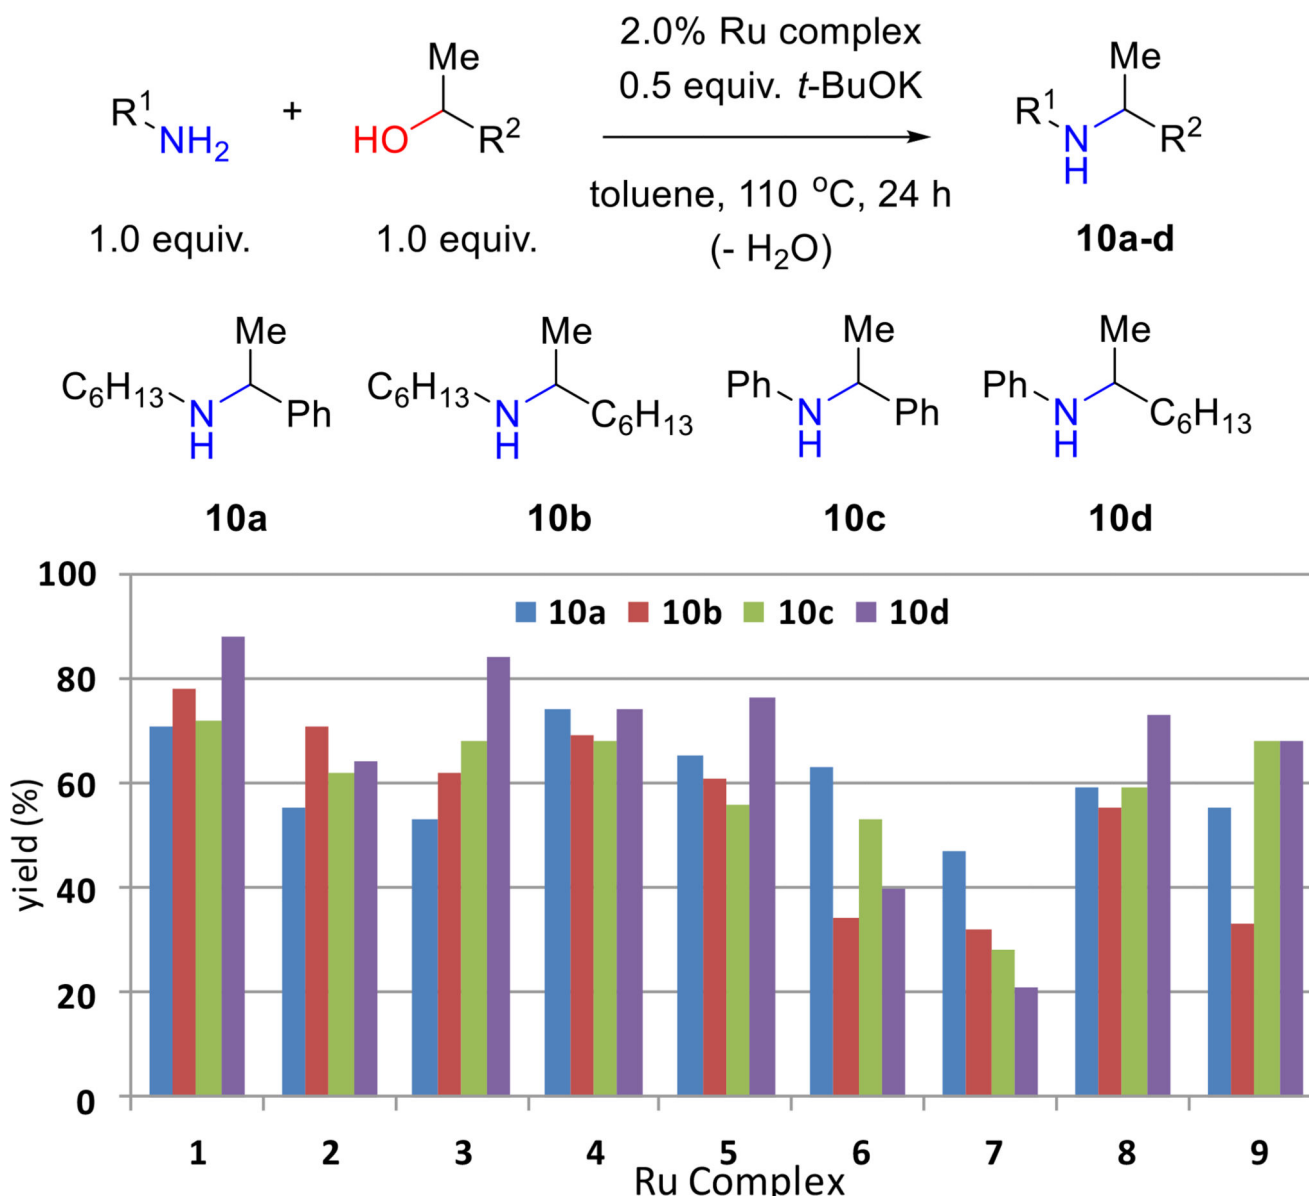 2.0% Ru complex
0.5 equiv. t-BuOK
R¹ NH₂ + HO Me R² R¹ N H Me R²
toluene, 110 °C, 24 h
(- H₂O)
1.0 equiv. 1.0 equiv. 10a-d
C₆H₁₃ N H Me Ph C₆H₁₃ N H Me C₆H₁₃ Ph N H Me Ph Ph N H Me C₆H₁₃
10a 10b 10c 10d
10a 10b 10c 10d
yield (%)
100
80
60
40
20
0
1 2 3 4 5 6 7 8 9
Ru Complex